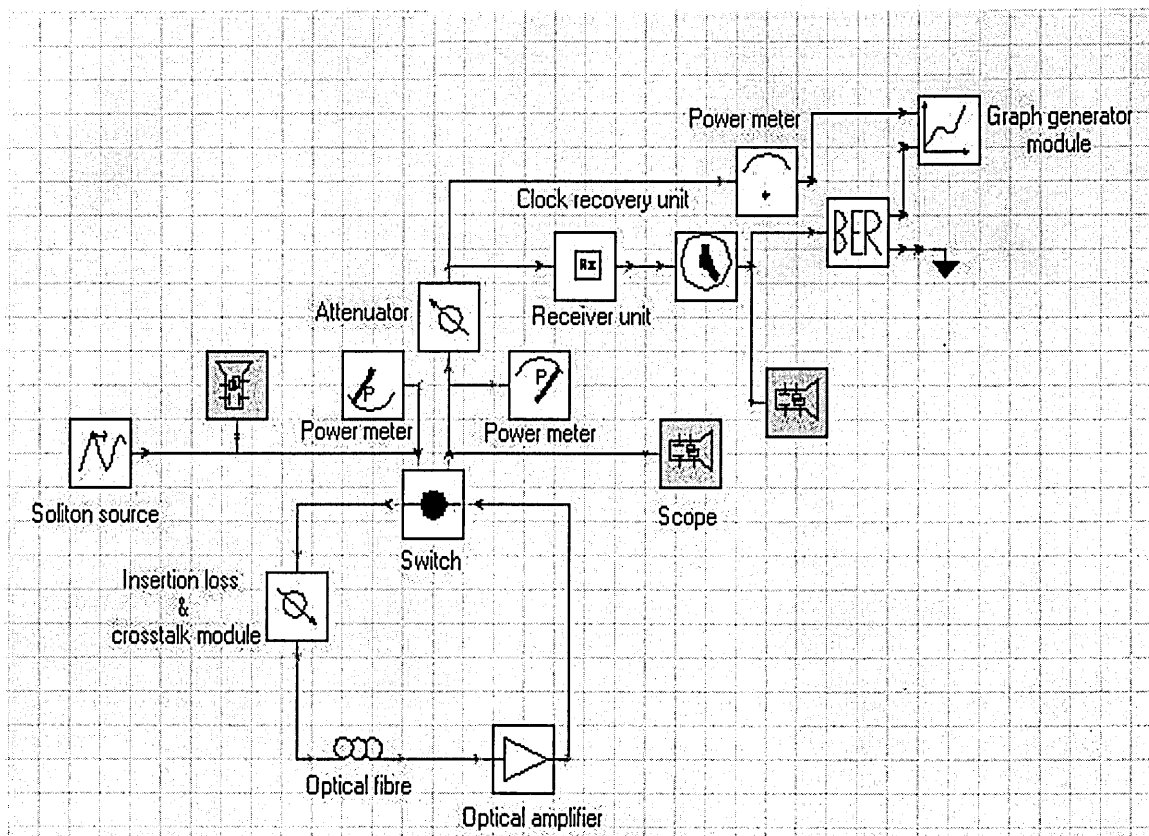 Power meter
Graph generator
module
Clock recovery unit
BER
Rx
Attenuator
Receiver unit
P
P
Power meter
Power meter
Soliton source
Scope
Switch
Insertion loss
&
crosstalk module
Optical fibre
Optical amplifier